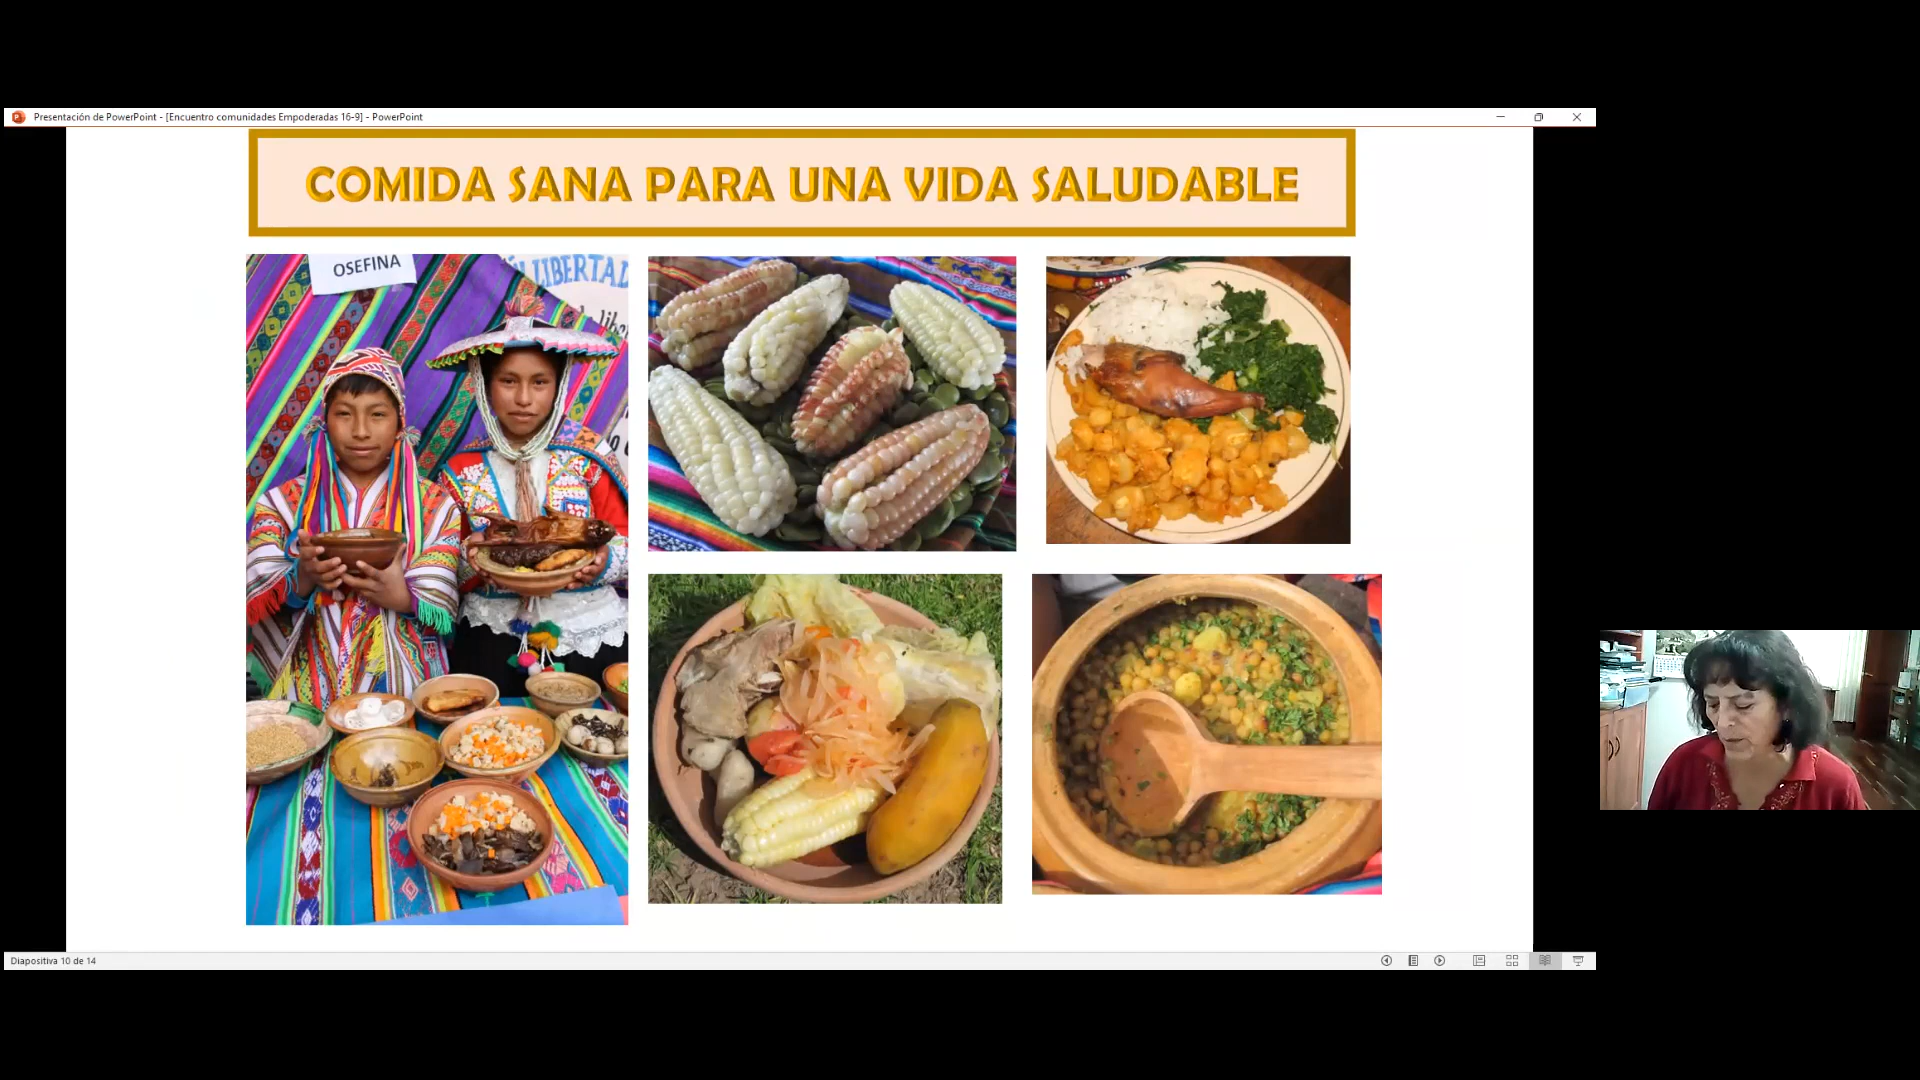 Presentación de PowerPoint - [Encuentro comunidades Empoderadas 16-9] - PowerPoint
COMIDA SANA PARA UNA VIDA SALUDABLE
OSEFINA
LIBERTAD
Diapositiva 10 de 14